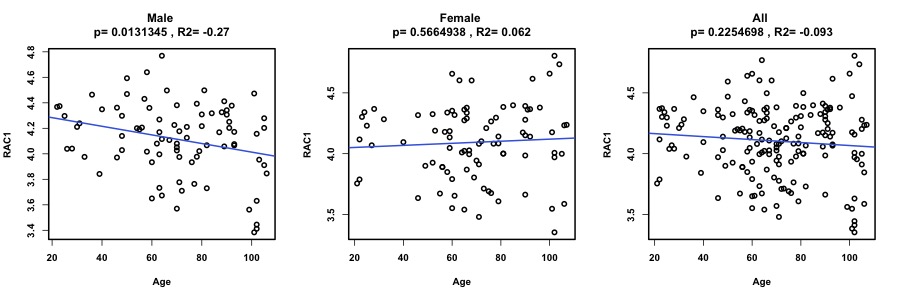 Male
p= 0.0131345 , R2= -0.27
RAC1
4.8
4.6
4.4
4.2
4.0
3.8
3.6
3.4
20 40 60 80 100
Age
Female
p= 0.5664938 , R2= 0.062
RAC1
4.5
4.0
3.5
20 40 60 80 100
Age
All
p= 0.2254698 , R2= -0.093
RAC1
4.5
4.0
3.5
20 40 60 80 100
Age